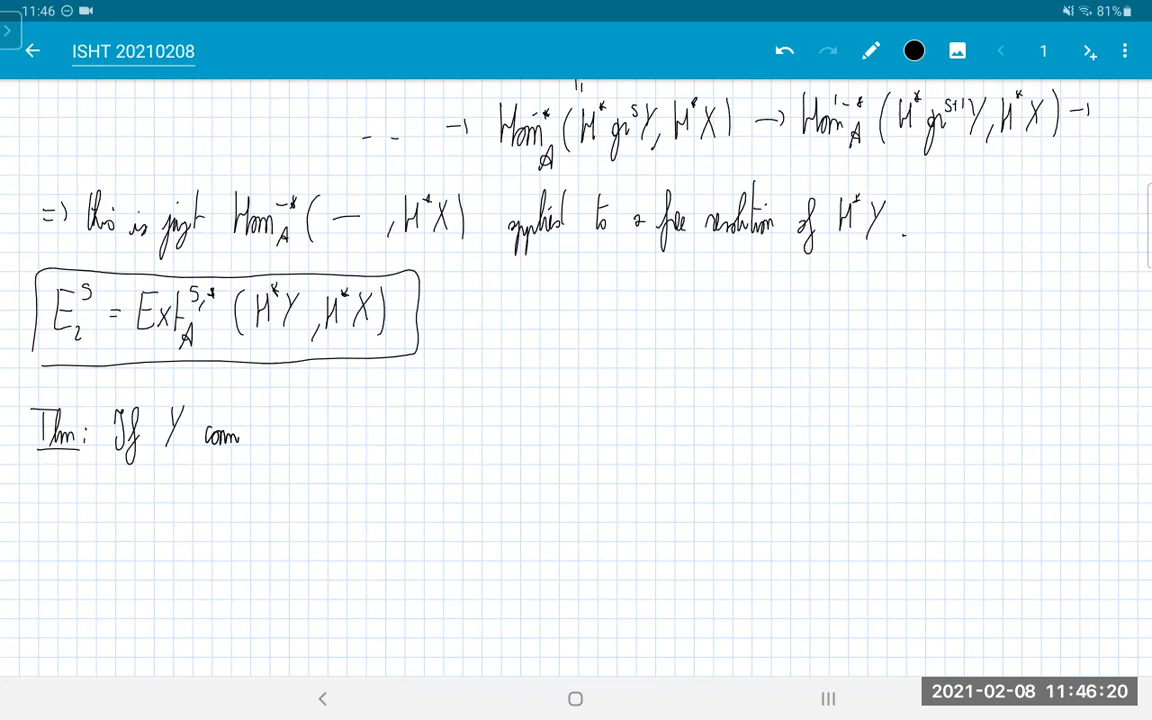 11:46 81%
ISHT 20210208 1
. . → Hom_A^{-*} (H^* gr^s Y, H^* X) → Hom_A^{1-*} (H^* gr^{s+1} Y, H^* X) →
=> this is just Hom_A^{-*} ( — , H^* X) applied to a free resolution of H^* Y .
E_2^s = Ext_A^{s,*} (H^* Y, H^* X)
Thm: If Y conn
2021-02-08 11:46:20